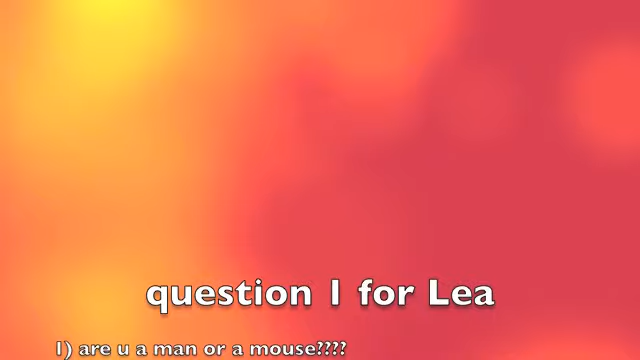 question 1 for Lea
1) are u a man or a mouse????